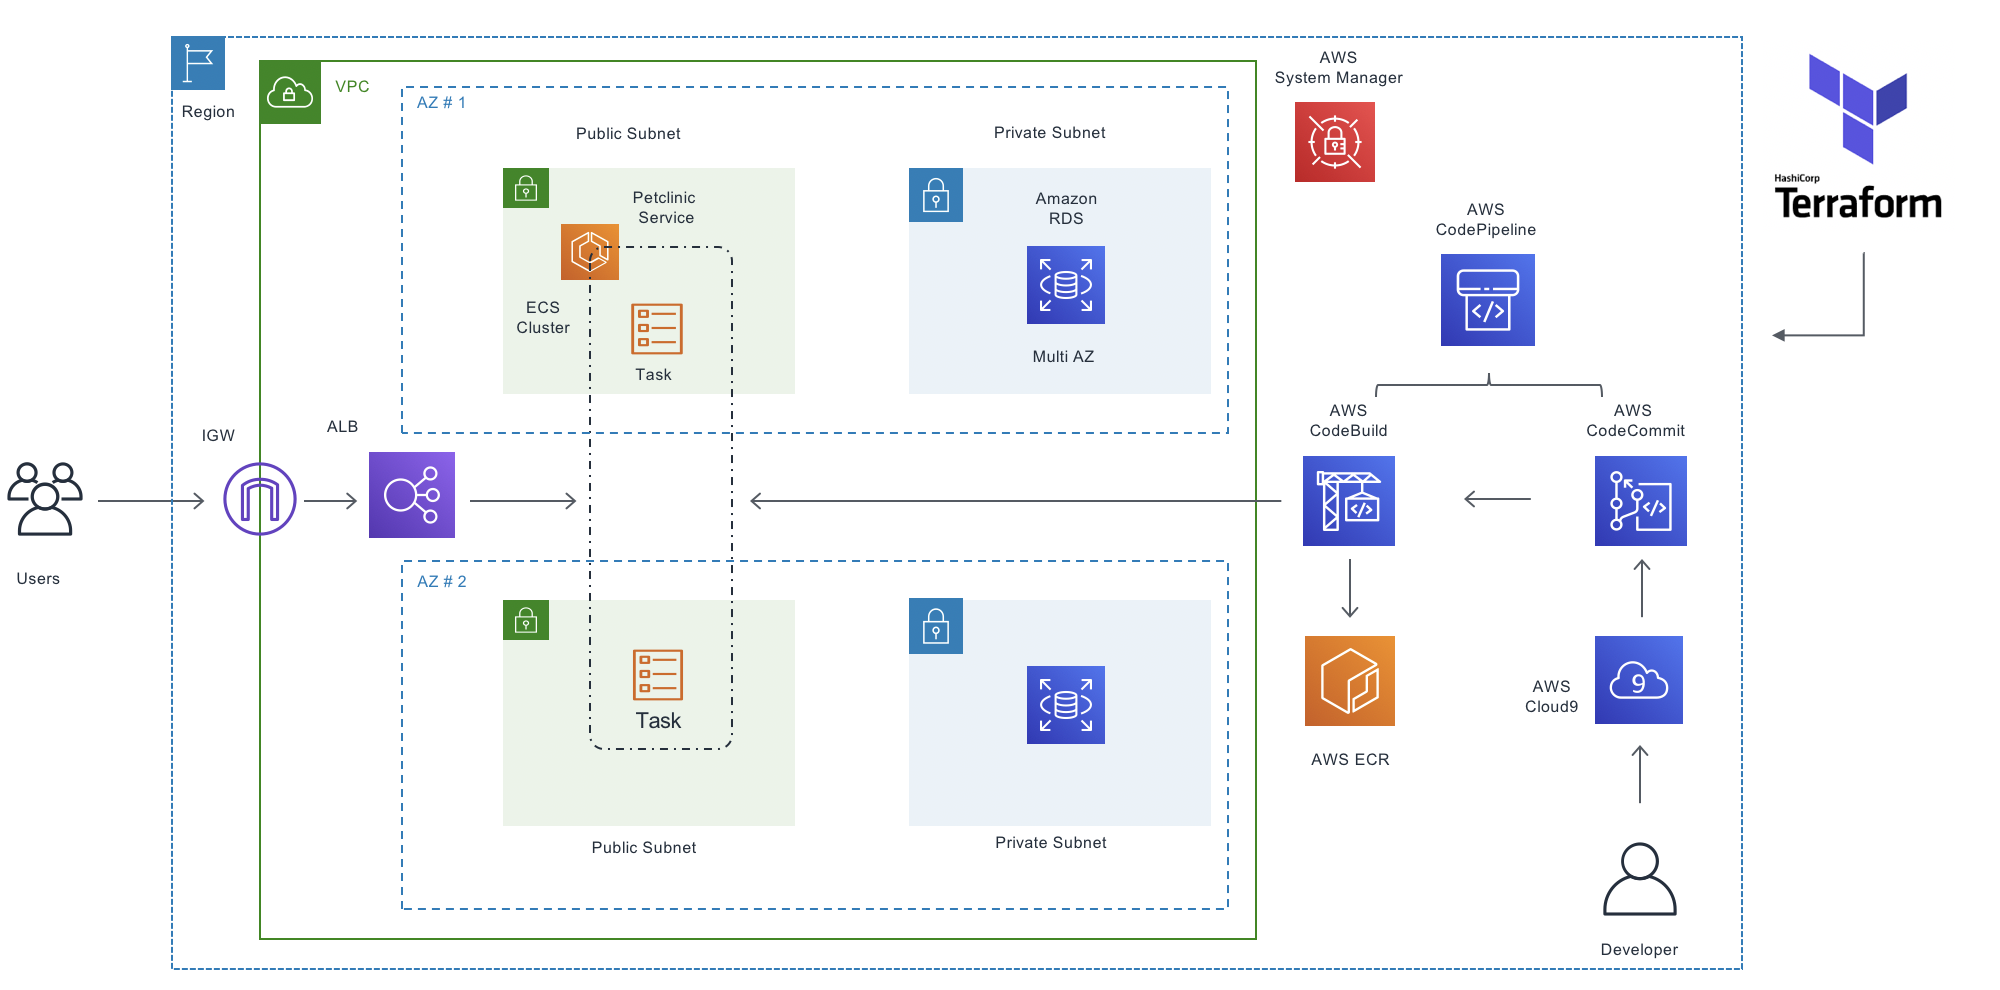 Region
VPC
AZ # 1
Public Subnet
Private Subnet
Petclinic
Service
ECS
Cluster
Task
Amazon
RDS
Multi AZ
AWS
System Manager
HashiCorp
Terraform
AWS
CodePipeline
AWS
CodeBuild
AWS
CodeCommit
Users
IGW
ALB
AZ # 2
Task
Public Subnet
Private Subnet
AWS ECR
AWS
Cloud9
9
Developer